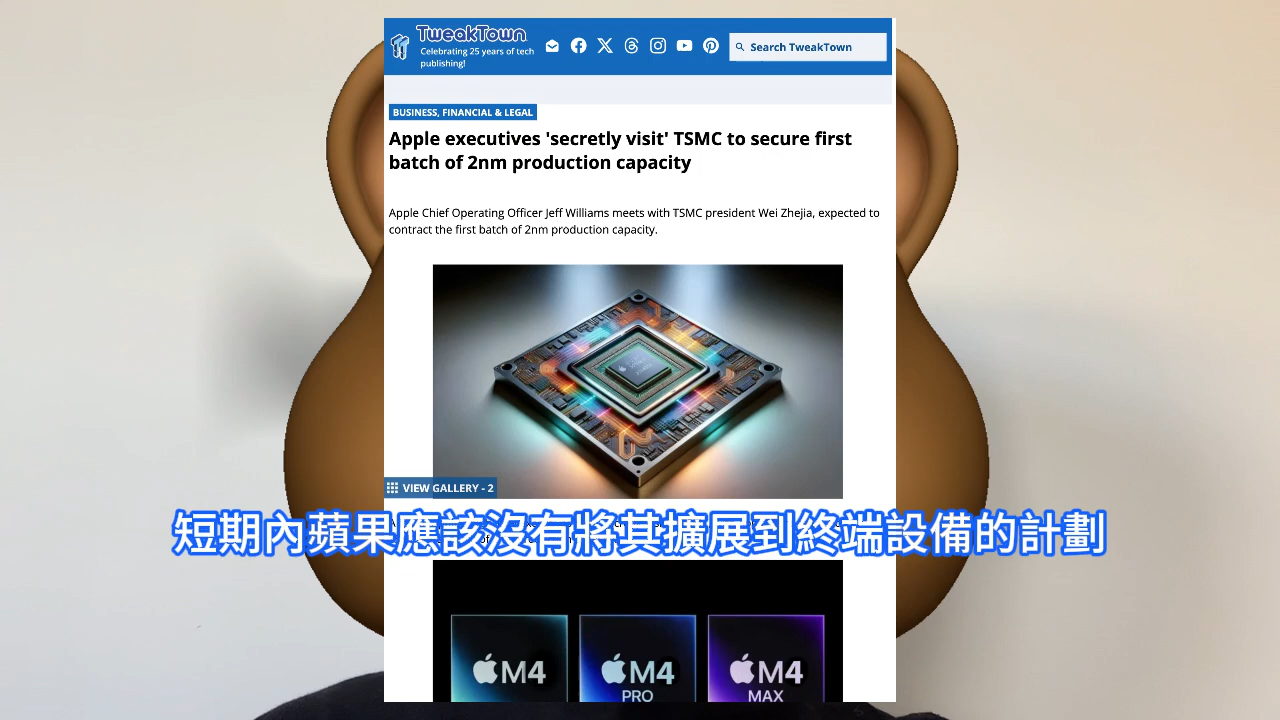 TweakTown
Celebrating 25 years of tech
publishing!
Search TweakTown
BUSINESS, FINANCIAL & LEGAL
Apple executives 'secretly visit' TSMC to secure first
batch of 2nm production capacity
Apple Chief Operating Officer Jeff Williams meets with TSMC president Wei Zhejia, expected to
contract the first batch of 2nm production capacity.
VIEW GALLERY - 2
短期內蘋果應該沒有將其擴展到終端設備的計劃
M4
M4
PRO
M4
MAX